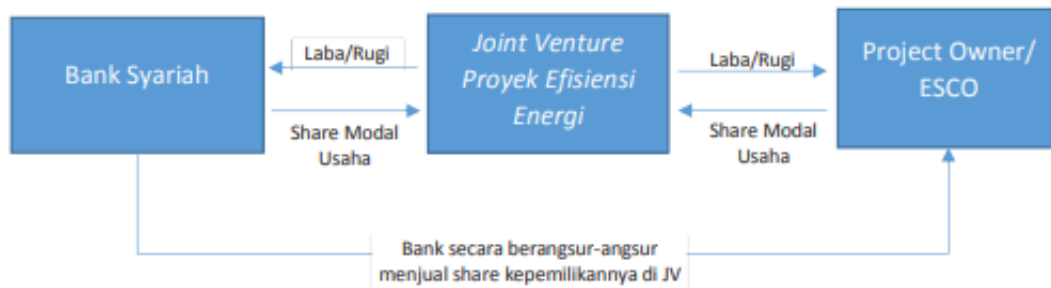 Bank Syariah
Laba/Rugi
Share Modal
Usaha
Joint Venture
Proyek Efisiensi
Energi
Laba/Rugi
Share Modal
Usaha
Project Owner/
ESCO
Bank secara berangsur-angsur
menjual share kepemilikannya di JV